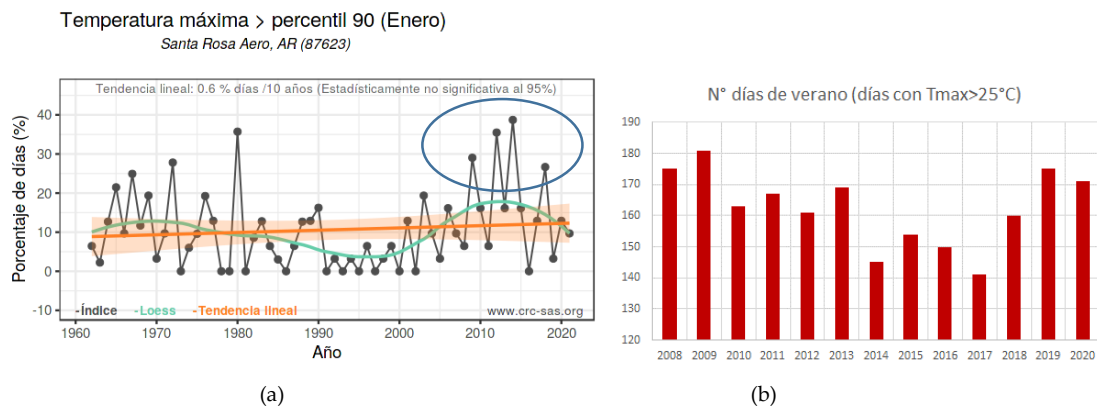 Temperatura máxima > percentil 90 (Enero)
Santa Rosa Aero, AR (87623)
Tendencia lineal: 0.6 % días /10 años (Estadísticamente no significativa al 95%)
Porcentaje de días (%)
40
30
20
10
0
-10
-Índice -Loess -Tendencia lineal www.crc-sas.org
1960 1970 1980 1990 2000 2010 2020
Año
(a)
N° días de verano (días con Tmax>25°C)
190
180
170
160
150
140
130
120
2008 2009 2010 2011 2012 2013 2014 2015 2016 2017 2018 2019 2020
(b)